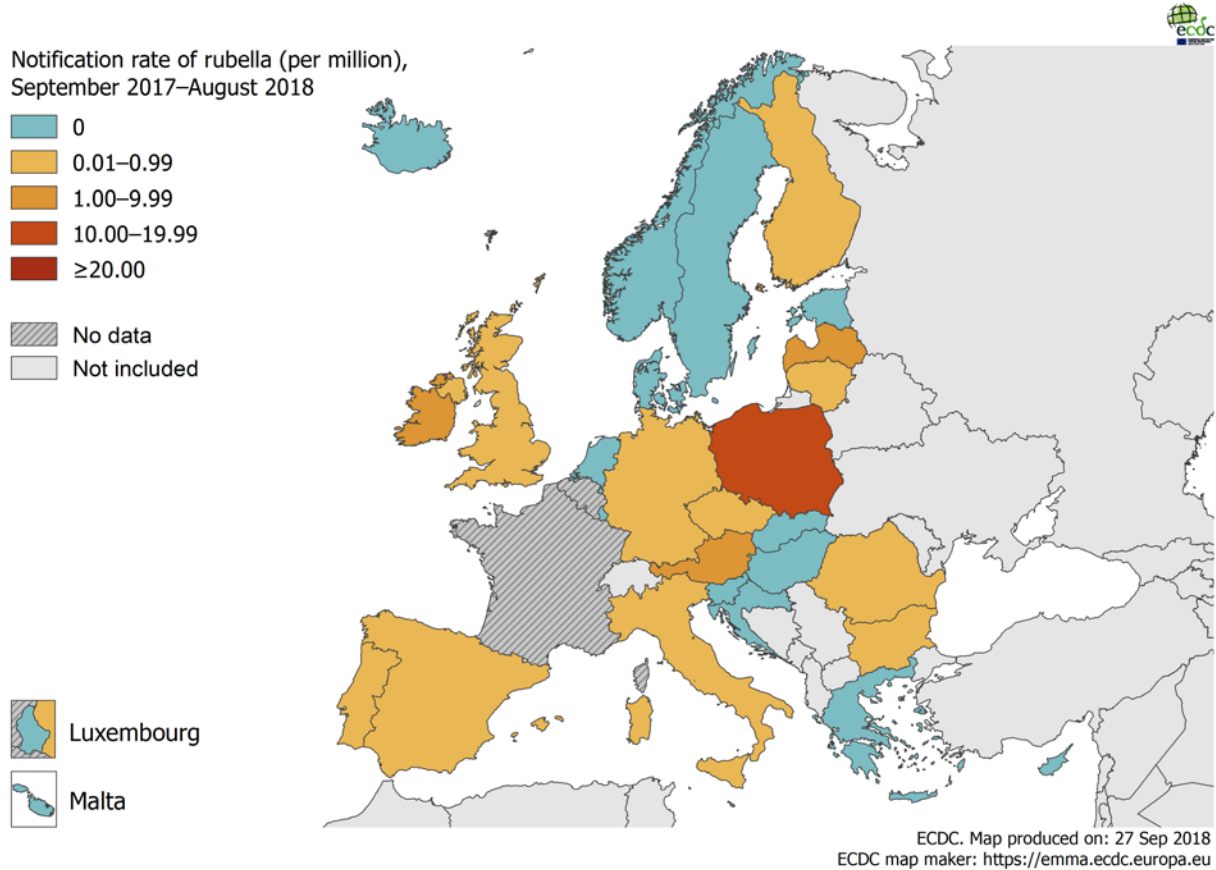 ecdc
Notification rate of rubella (per million),
September 2017–August 2018
0
0.01–0.99
1.00–9.99
10.00–19.99
≥20.00
No data
Not included
Luxembourg
Malta
ECDC. Map produced on: 27 Sep 2018
ECDC map maker: https://emma.ecdc.europa.eu